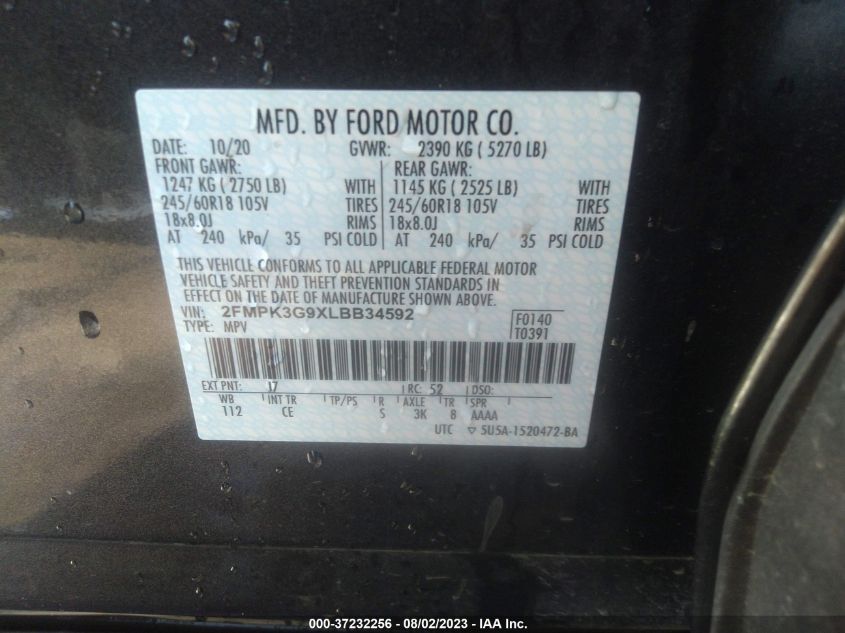 MFD. BY FORD MOTOR CO.
DATE: 10/20 GVWR: 2390 KG ( 5270 LB)
FRONT GAWR: REAR GAWR:
1247 KG ( 2750 LB) WITH 1145 KG ( 2525 LB) WITH
245/60R18 105V TIRES 245/60R18 105V TIRES
18x8.0J RIMS 18x8.0J RIMS
AT 240 kPa/ 35 PSI COLD AT 240 kPa/ 35 PSI COLD
THIS VEHICLE CONFORMS TO ALL APPLICABLE FEDERAL MOTOR
VEHICLE SAFETY AND THEFT PREVENTION STANDARDS IN
EFFECT ON THE DATE OF MANUFACTURE SHOWN ABOVE.
VIN: 2FMPK3G9XLBB34592 F0140
TYPE: MPV T0391
EXT PNT: J7 RC: 52 DSO:
WB INT TR TP/PS R AXLE TR SPR
112 CE S 3K 8 AAAA
UTC ▽ 5U5A-1520472-BA
000-37232256 - 08/02/2023 - IAA Inc.